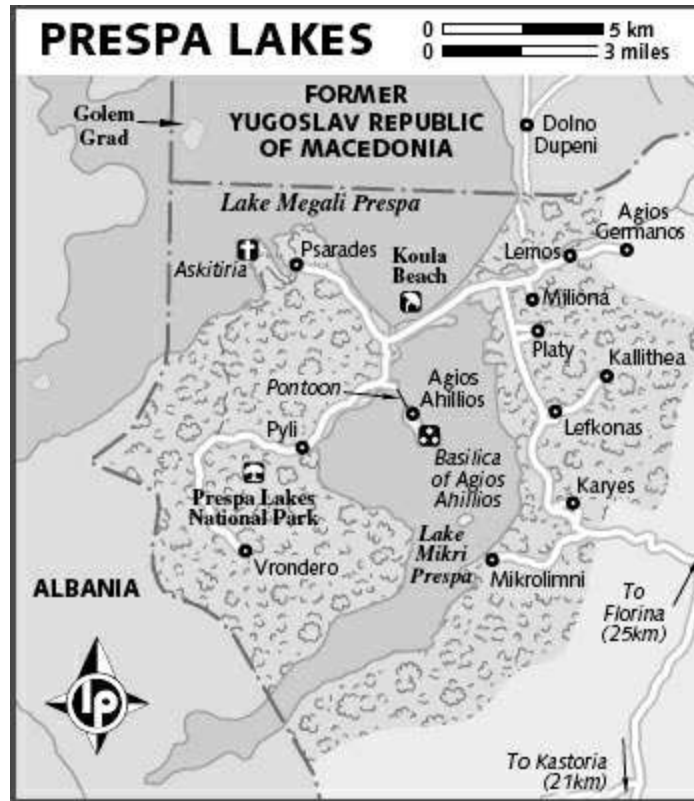 PRESPA LAKES
0 5 km
0 3 miles
Golem
Grad
FORMER
YUGOSLAV REPUBLIC
OF MACEDONIA
Dolno
Dupeni
Lake Megali Prespa
Agios
Germanos
Askitiria
Psarades
Koula
Beach
Lemos
Miliona
Platy
Kallithea
Pontoon
Agios
Ahillios
Lefkonas
Pyli
Basilica
of Agios
Ahillios
Karyes
Prespa Lakes
National Park
Lake
Mikri
Prespa
Vrondero
Mikrolimni
ALBANIA
To
Florina
(25km)
lp
To Kastoria
(21km)